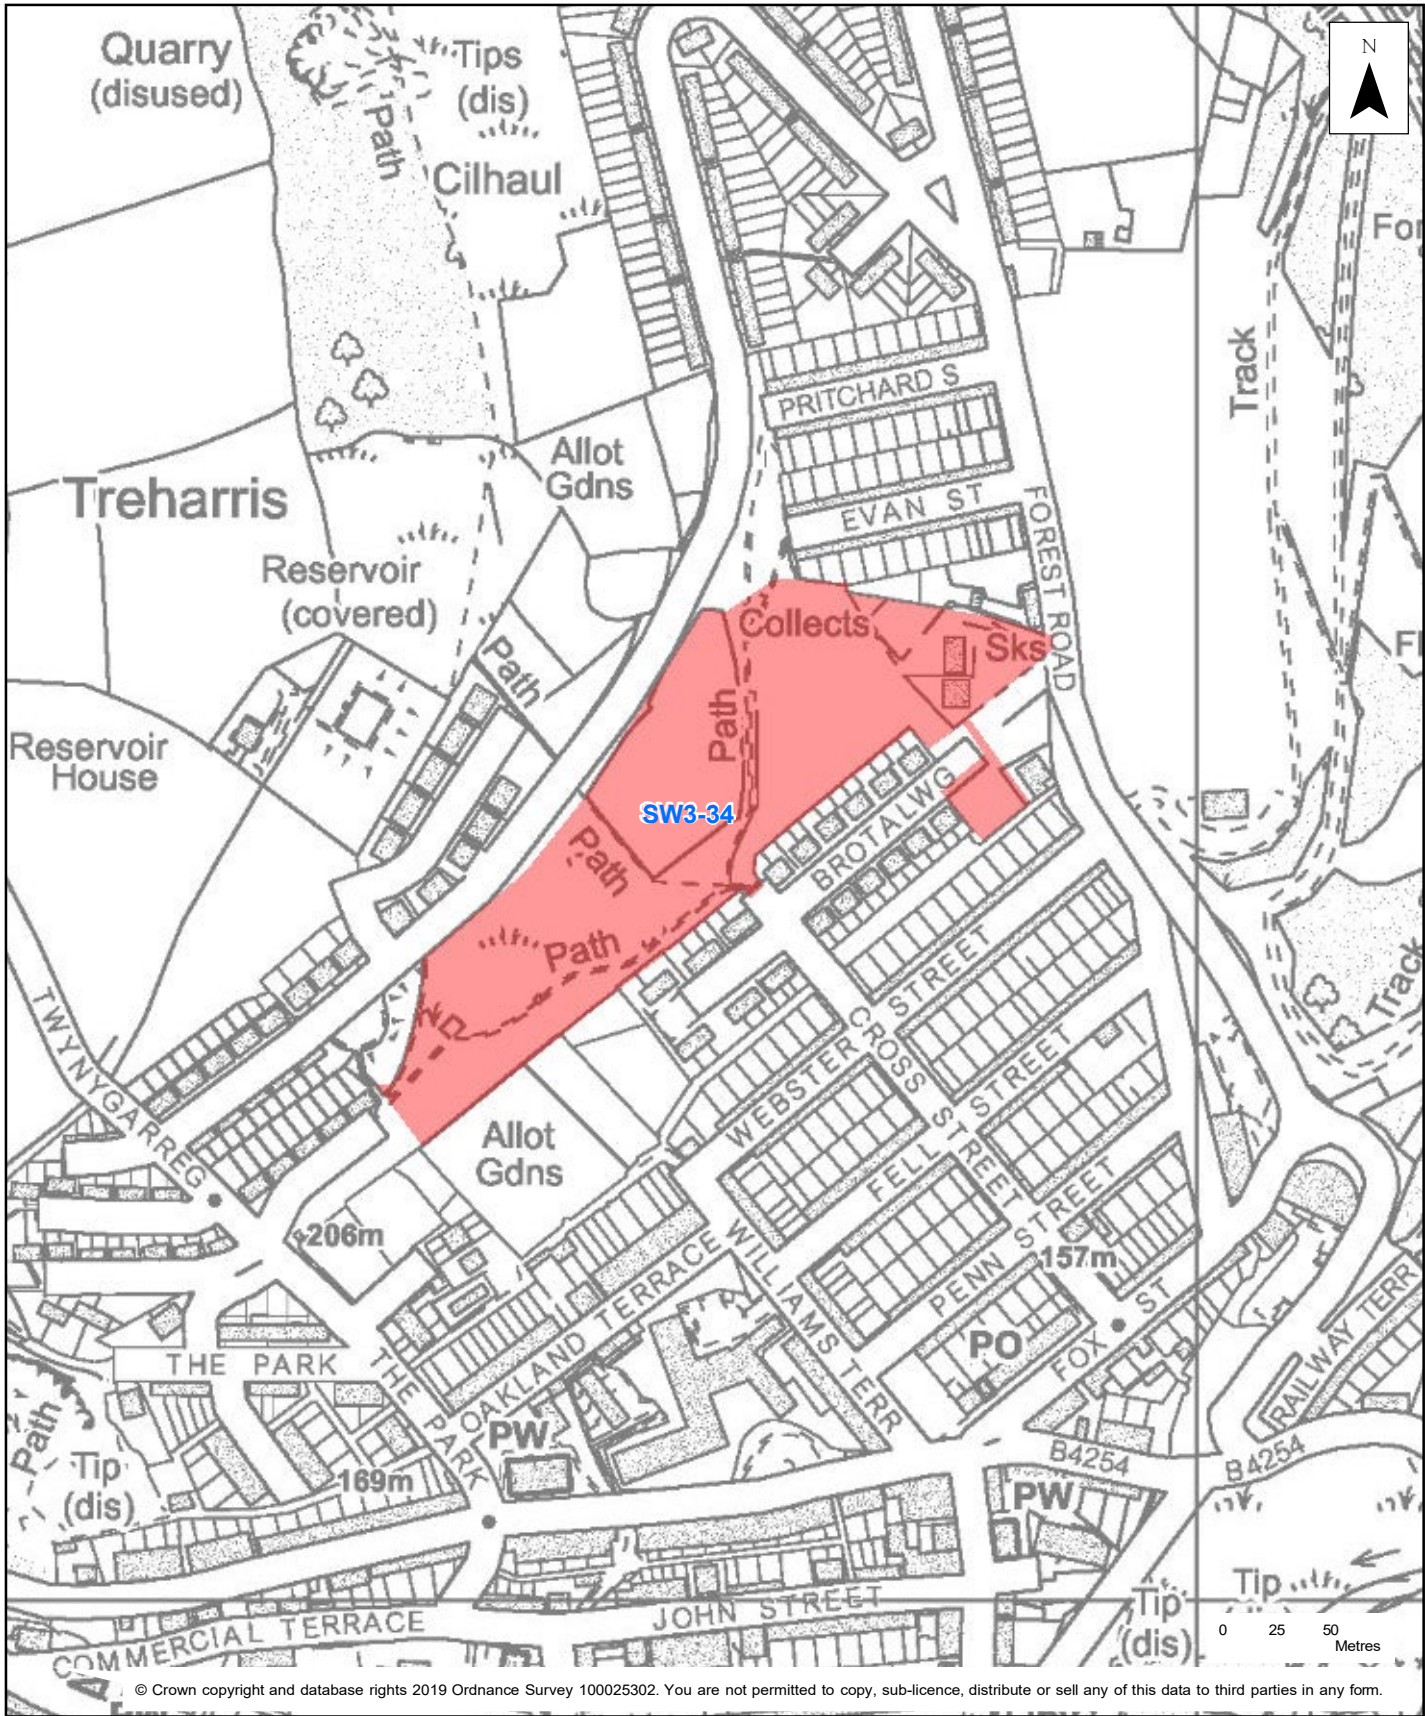 Quarry
(disused)
Tips
(dis)
Path
Cilhaul
N
For
Track
PRITCHARD S
Allot
Gdns
Treharris
EVAN ST
FOREST ROAD
Reservoir
(covered)
Collects
Sks
Path
Path
Reservoir
House
SW3-34
BROTALWG
Path
Path
TWYNYGARREG
STREET
CROSS STREET
WEBSTER
STREET
Track
Allot
Gdns
FELL
206m
WILLIAMS TERR
PENN STREET
157m
OAKLAND TERRACE
ST
FOX
PO
RAILWAY TERR
THE PARK
THE PARK
Path
PW
B4254
B4254
Tip
(dis)
169m
PW
Tip
(dis)
Tip
JOHN STREET
COMMERCIAL TERRACE
0 25 50
Metres
© Crown copyright and database rights 2019 Ordnance Survey 100025302. You are not permitted to copy, sub-licence, distribute or sell any of this data to third parties in any form.